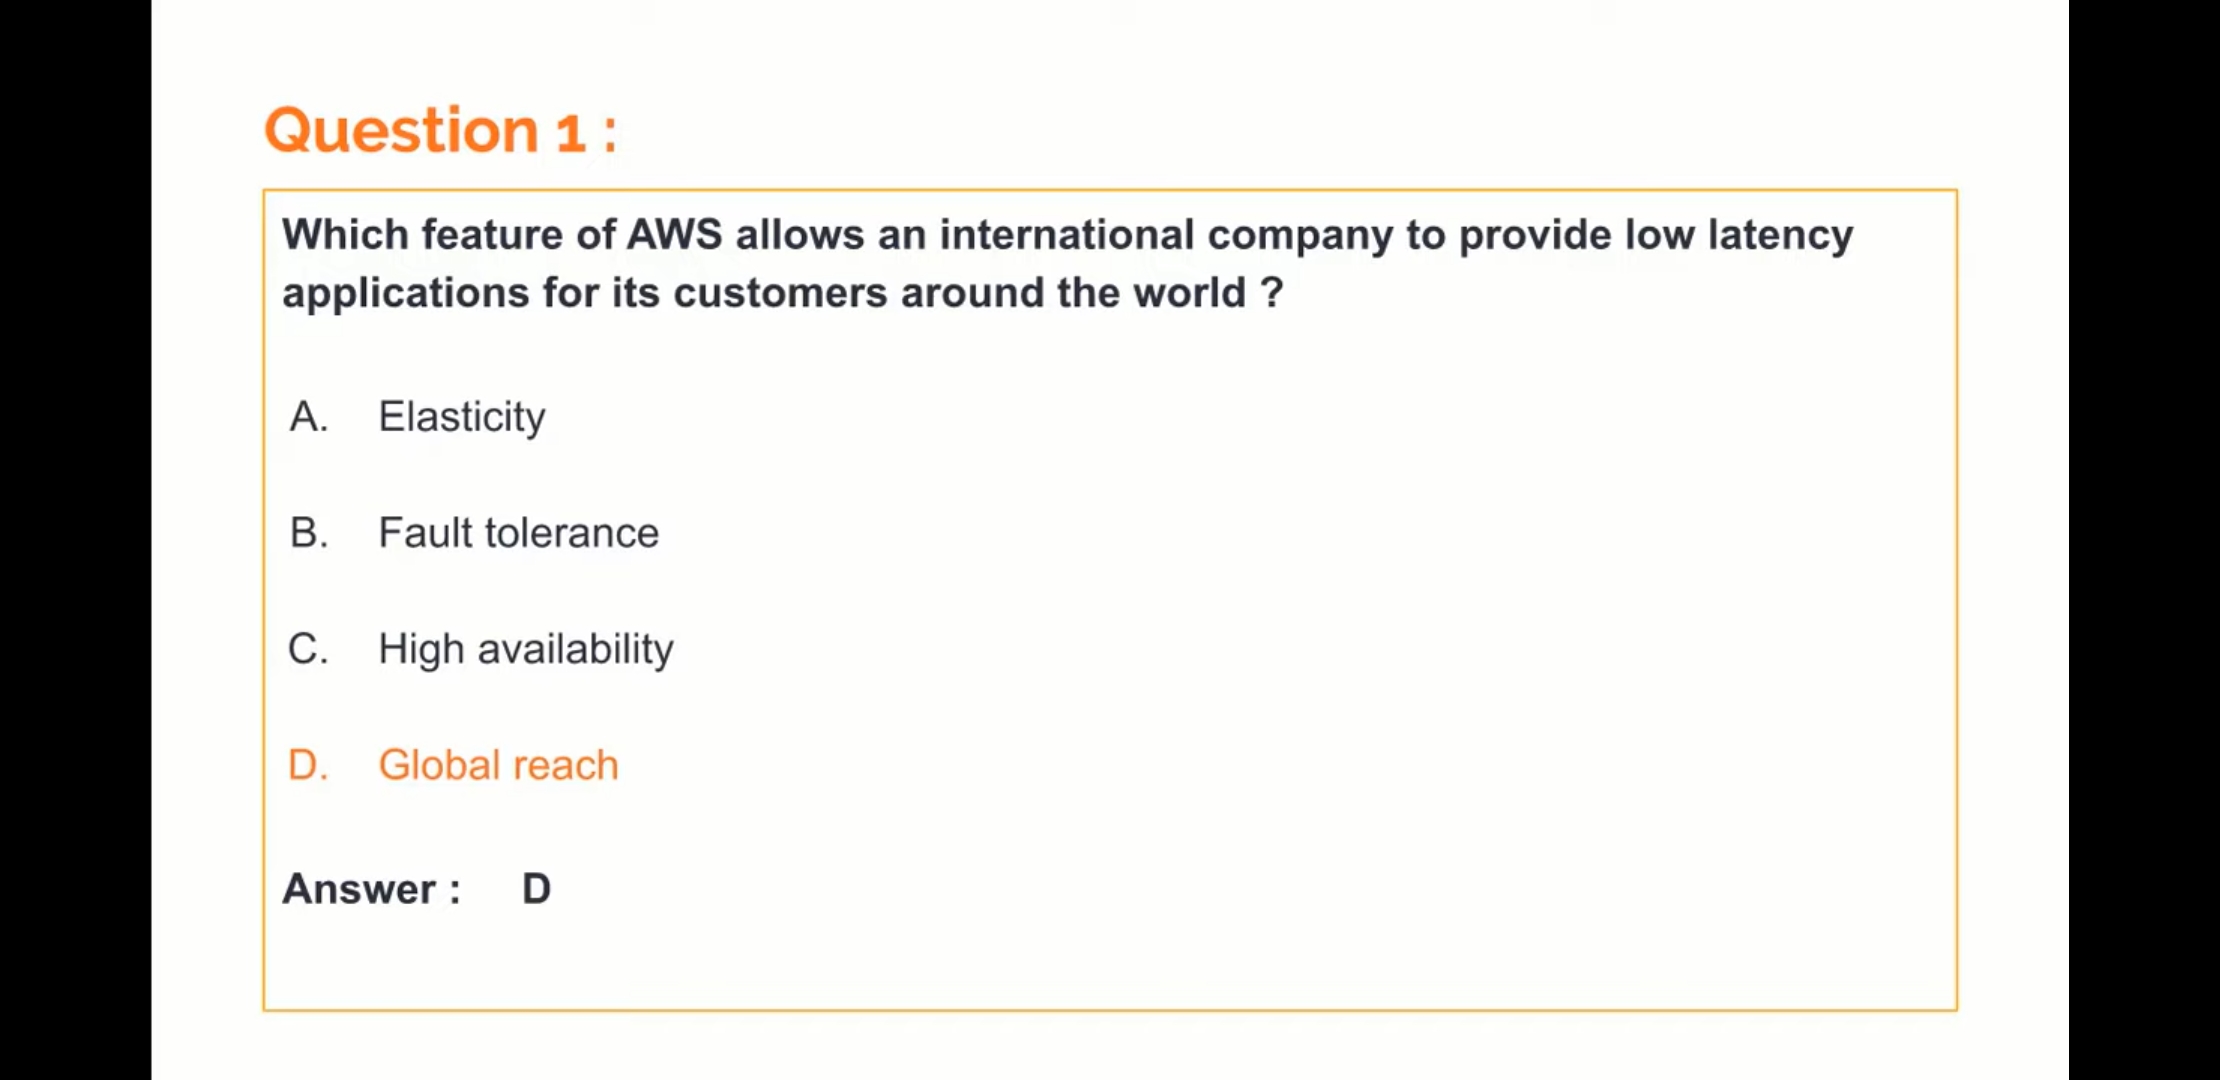 Question 1 :
Which feature of AWS allows an international company to provide low latency
applications for its customers around the world ?
A. Elasticity
B. Fault tolerance
C. High availability
D. Global reach
Answer : D